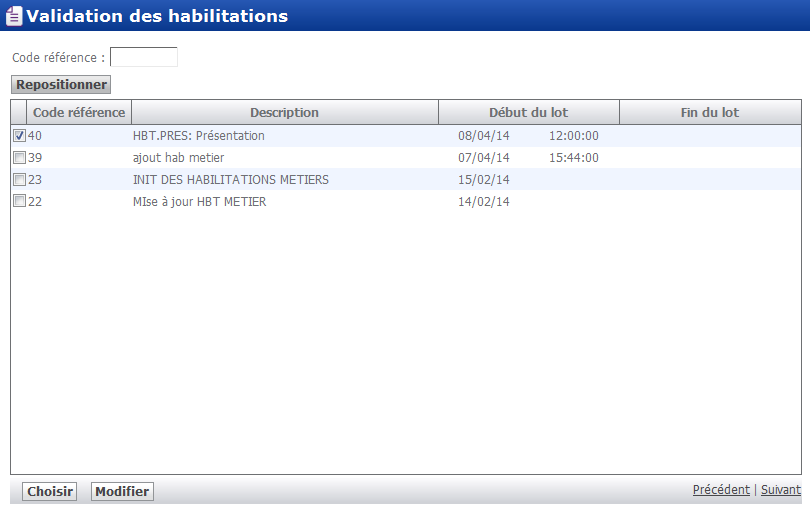 Validation des habilitations
Code référence :
Repositionner
Code référence Description Début du lot Fin du lot
40 HBT.PRES: Présentation 08/04/14 12:00:00
39 ajout hab metier 07/04/14 15:44:00
23 INIT DES HABILITATIONS METIERS 15/02/14
22 MIse à jour HBT METIER 14/02/14
Choisir Modifier Précédent | Suivant